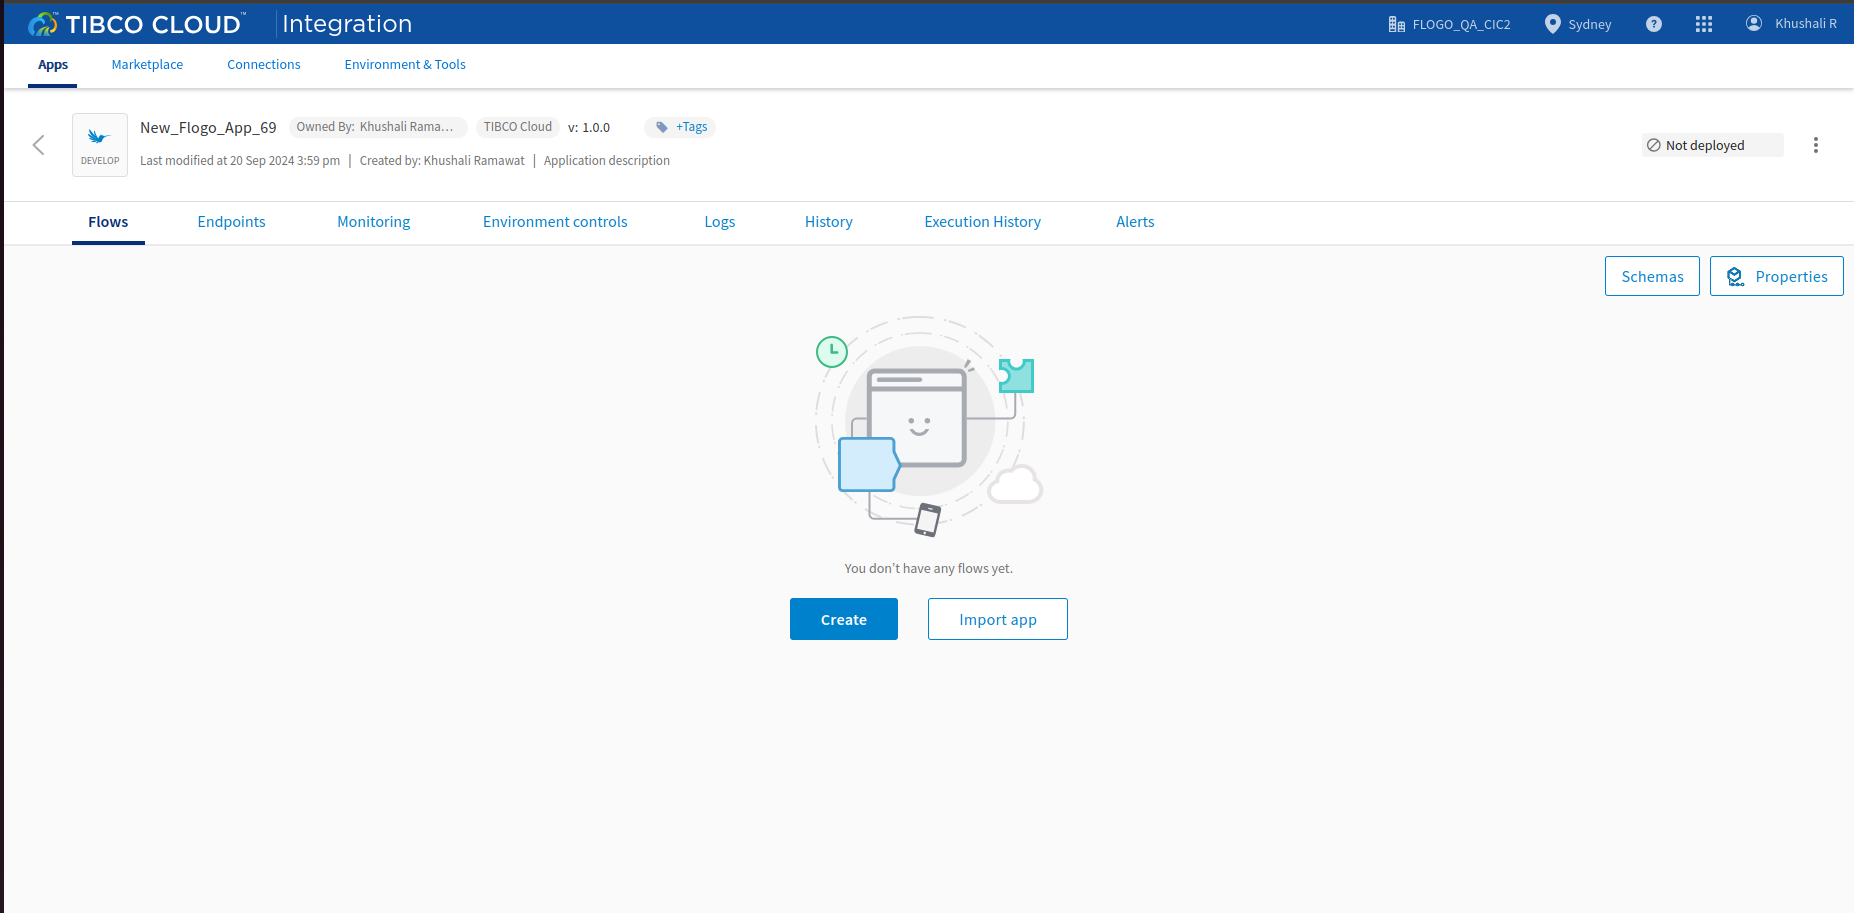 TIBCO CLOUD™ Integration
FLOGO_QA_CIC2
Sydney
?
Khushali R
Apps
Marketplace
Connections
Environment & Tools
DEVELOP
New_Flogo_App_69
Owned By: Khushali Rama...
TIBCO Cloud
v: 1.0.0
+Tags
Last modified at 20 Sep 2024 3:59 pm | Created by: Khushali Ramawat | Application description
Not deployed
Flows
Endpoints
Monitoring
Environment controls
Logs
History
Execution History
Alerts
Schemas
Properties
You don't have any flows yet.
Create
Import app